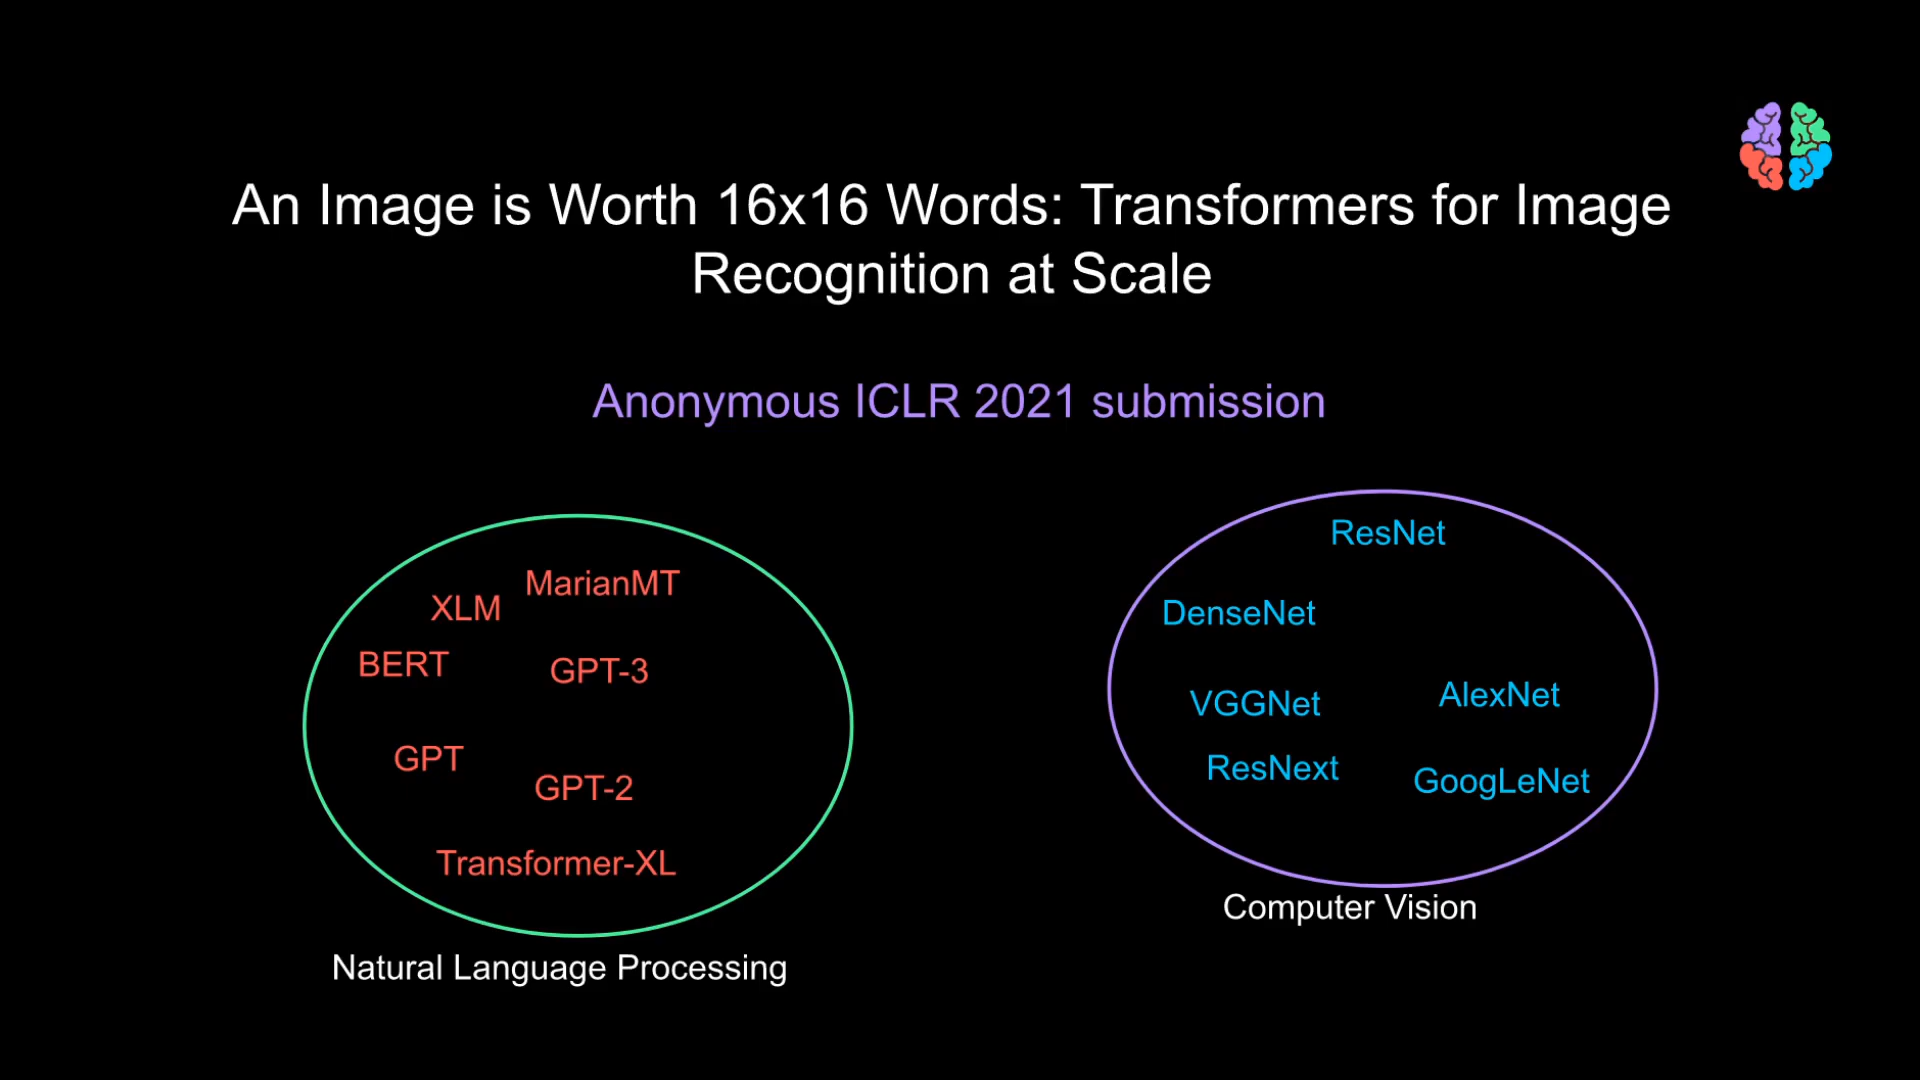 An Image is Worth 16x16 Words: Transformers for Image
Recognition at Scale
Anonymous ICLR 2021 submission
MarianMT
XLM
BERT
GPT-3
GPT
GPT-2
Transformer-XL
Natural Language Processing
ResNet
DenseNet
VGGNet
AlexNet
ResNext
GoogLeNet
Computer Vision